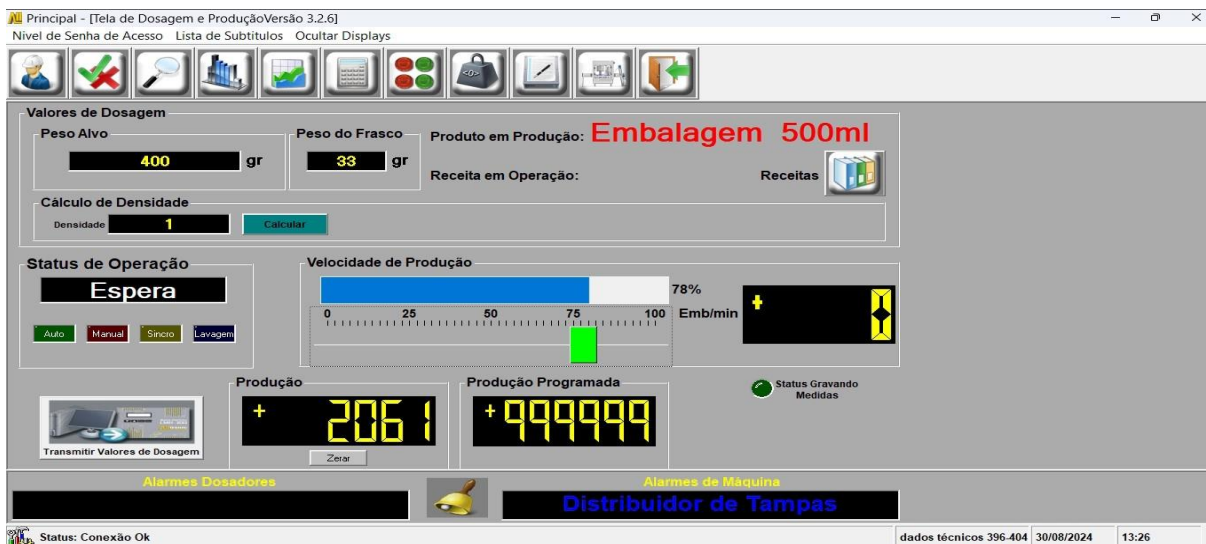 Principal - [Tela de Dosagem e ProduçãoVersão 3.2.6]
Nivel de Senha de Acesso Lista de Subtitulos Ocultar Displays
Valores de Dosagem
Peso Alvo
400 gr
Peso do Frasco
33 gr
Produto em Produção: Embalagem 500ml
Receita em Operação:
Receitas
Cálculo de Densidade
Densidade 1 Calcular
Status de Operação
Espera
Auto Manual Sincro Lavagem
Velocidade de Produção
78%
0 25 50 75 100
Emb/min
+ 0
Transmitir Valores de Dosagem
Produção
+ 2061
Zerar
Produção Programada
+999999
Status Gravando
Medidas
Alarmes Dosadores
Alarmes de Máquina
Distribuidor de Tampas
Status: Conexão Ok
dados técnicos 396-404 30/08/2024 13:26